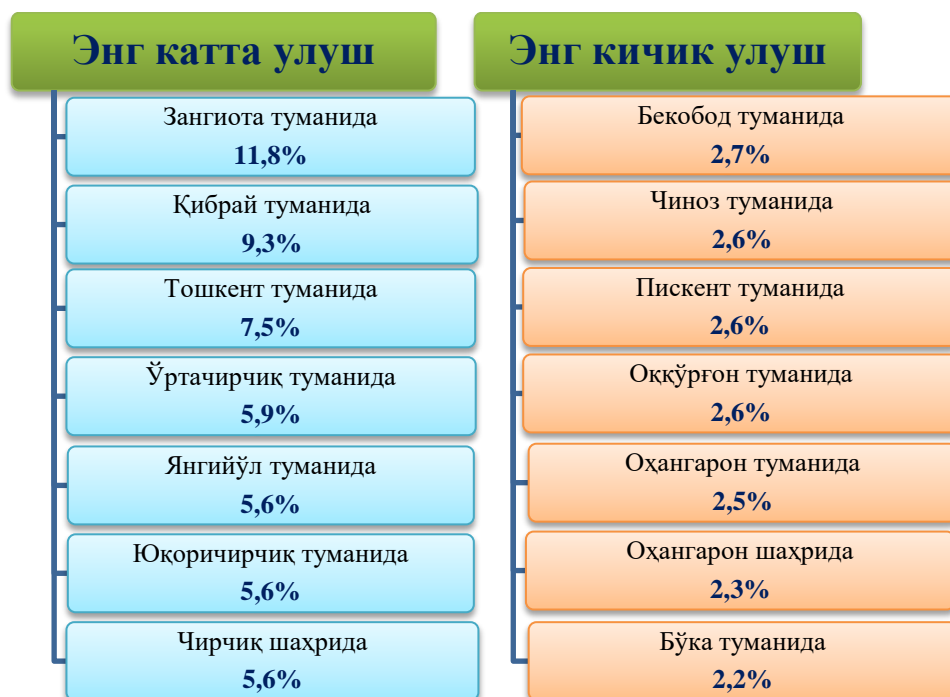 Энг катта улуш
Зангиота туманида
11,8%
Қибрай туманида
9,3%
Тошкент туманида
7,5%
Ўртачирчиқ туманида
5,9%
Янгийўл туманида
5,6%
Юқоричирчиқ туманида
5,6%
Чирчиқ шаҳрида
5,6%
Энг кичик улуш
Бекобод туманида
2,7%
Чиноз туманида
2,6%
Пискент туманида
2,6%
Оққўрғон туманида
2,6%
Оҳангарон туманида
2,5%
Оҳангарон шаҳрида
2,3%
Бўка туманида
2,2%